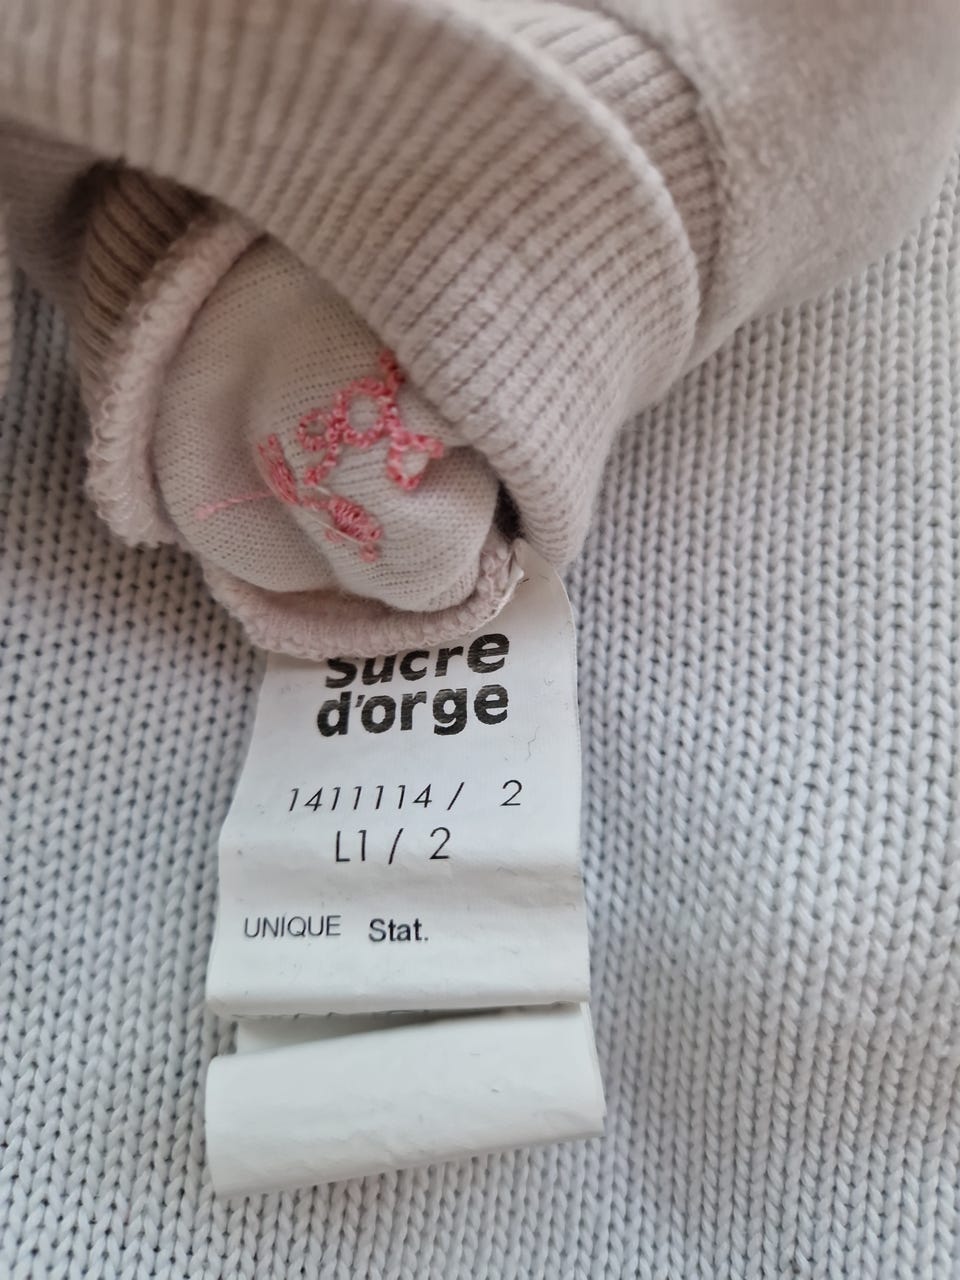 Sucre
d'orge
1411114 / 2
L1 / 2
UNIQUE Stat.